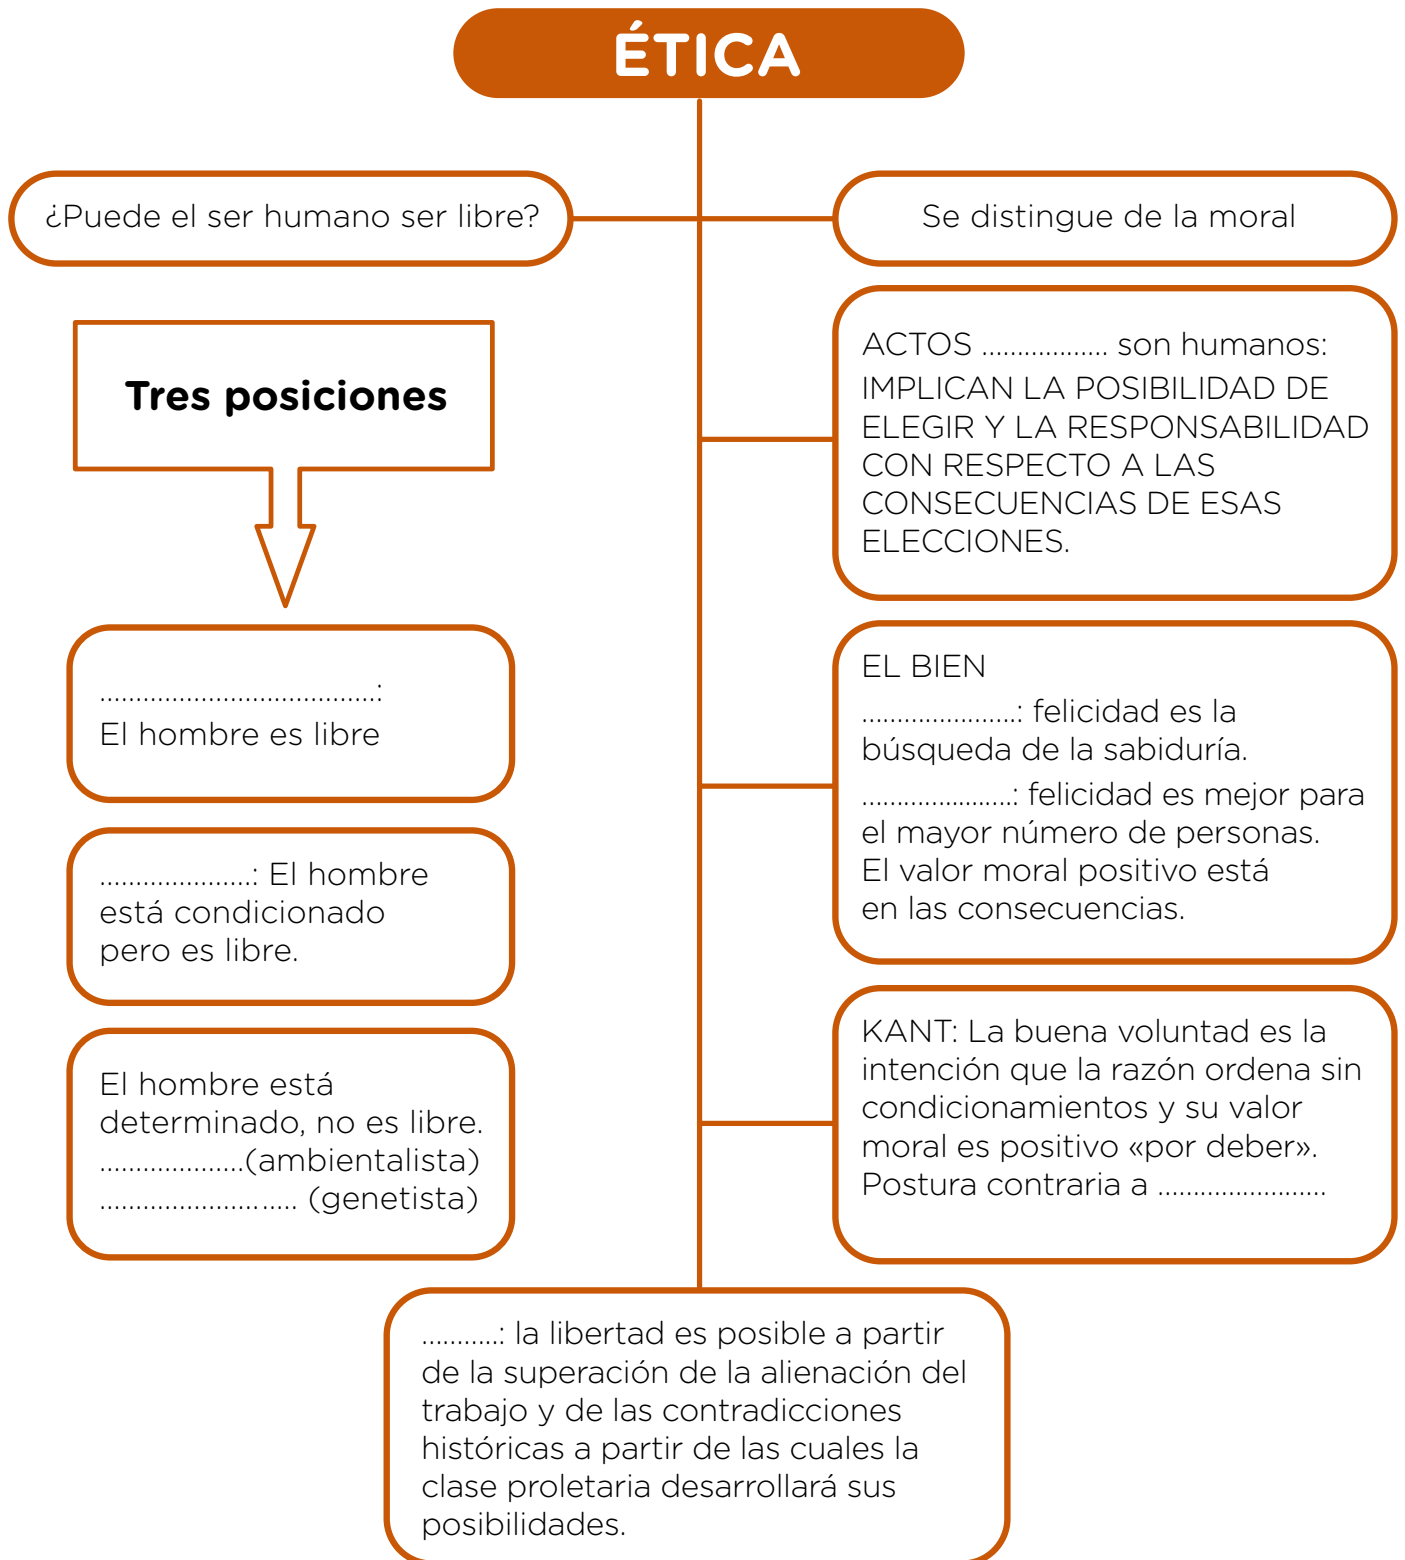 ÉTICA
¿Puede el ser humano ser libre?
Se distingue de la moral
Tres posiciones
......................................:
El hombre es libre
.....................: El hombre
está condicionado
pero es libre.
El hombre está
determinado, no es libre.
....................(ambientalista)
........................... (genetista)
ACTOS .................. son humanos:
IMPLICAN LA POSIBILIDAD DE
ELEGIR Y LA RESPONSABILIDAD
CON RESPECTO A LAS
CONSECUENCIAS DE ESAS
ELECCIONES.
EL BIEN
......................: felicidad es la
búsqueda de la sabiduría.
.....................: felicidad es mejor para
el mayor número de personas.
El valor moral positivo está
en las consecuencias.
KANT: La buena voluntad es la
intención que la razón ordena sin
condicionamientos y su valor
moral es positivo «por deber».
Postura contraria a ........................
...........: la libertad es posible a partir
de la superación de la alienación del
trabajo y de las contradicciones
históricas a partir de las cuales la
clase proletaria desarrollará sus
posibilidades.